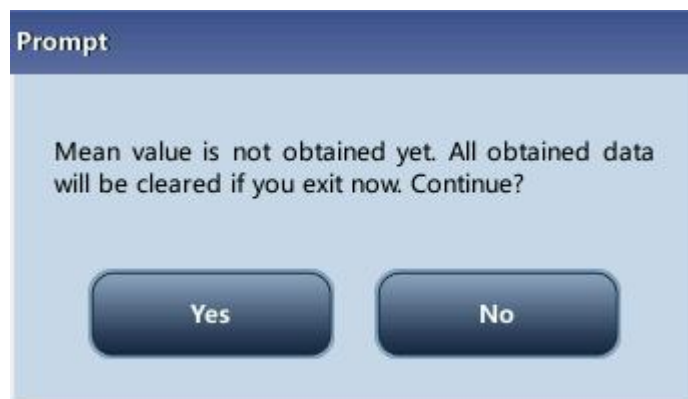 Prompt
Mean value is not obtained yet. All obtained data
will be cleared if you exit now. Continue?
Yes No